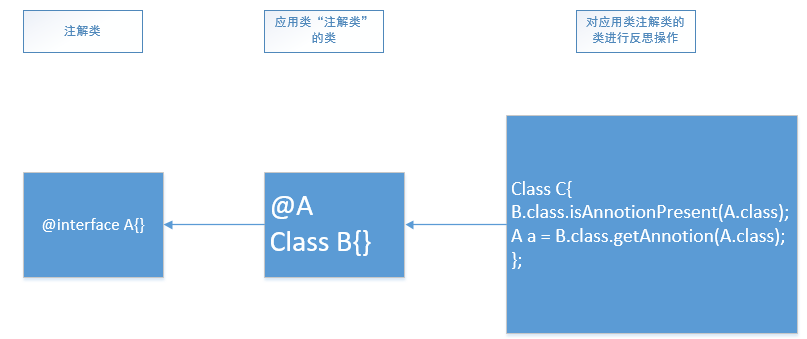 注解类
应用类“注解类”
的类
对应用类注解类的
类进行反思操作
@interface A{}
@A
Class B{}
Class C{
B.class.isAnnotionPresent(A.class);
A a = B.class.getAnnotion(A.class);
};